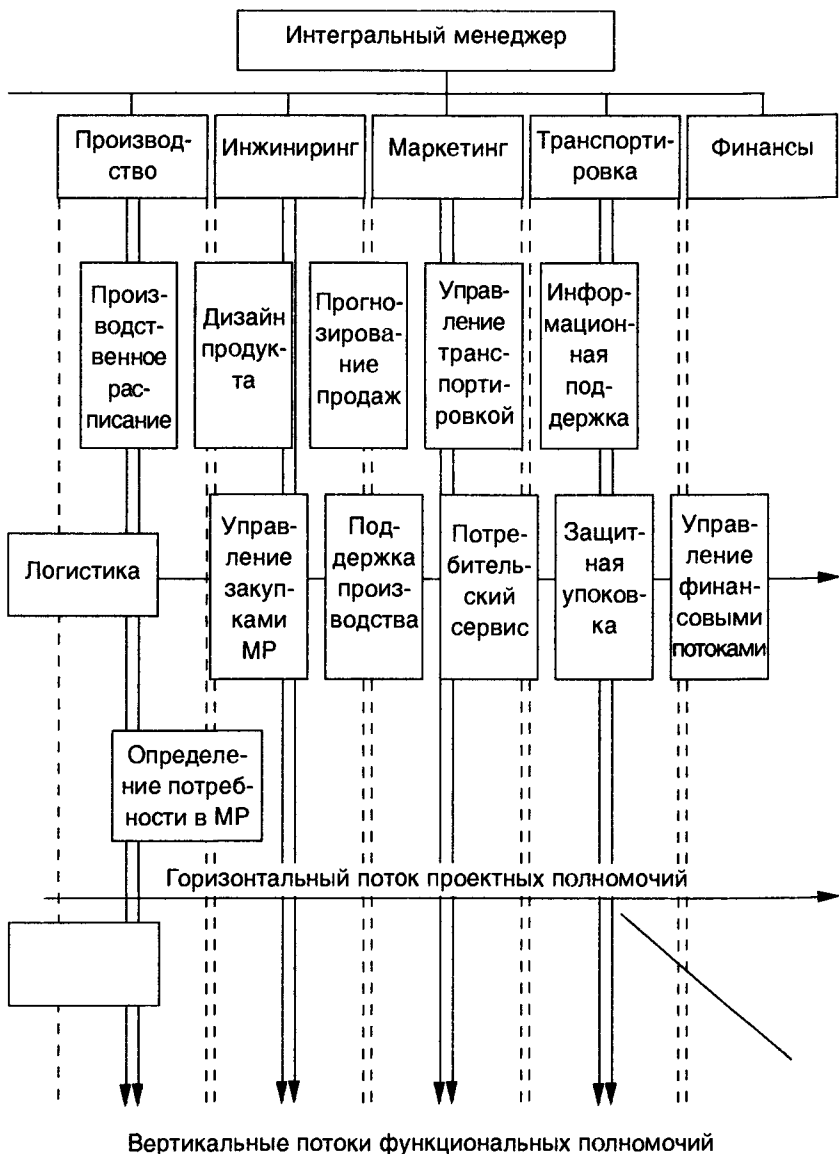 Интегральный менеджер
Производ-
ство
Инжиниринг
Маркетинг
Транспорти-
ровка
Финансы
Произ-
водств-
енное
рас-
писание
Дизайн
продук-
та
Прогно-
зирова-
ние
продаж
Управ-
ление
транс-
порти-
ровкой
Инфор-
мацион-
ная
под-
держка
Логистика
Управ-
ление
закуп-
ками
МР
Под-
держка
произ-
водства
Потре-
битель-
ский
сервис
Защит-
ная
упоков-
ка
Управ-
ление
финан-
совыми
потоками
Определе-
ние потреб-
ности в МР
Горизонтальный поток проектных полномочий
Вертикальные потоки функциональных полномочий